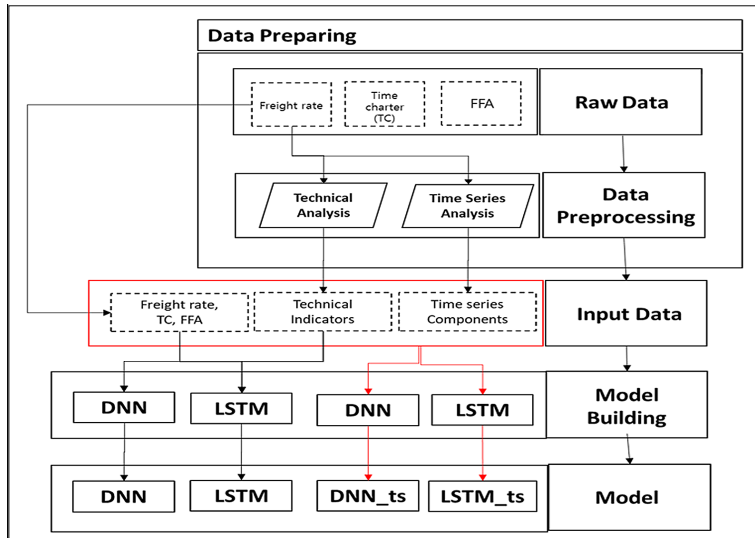 Data Preparing
Freight rate
Time
charter
(TC)
FFA
Raw Data
Technical
Analysis
Time Series
Analysis
Data
Preprocessing
Freight rate,
TC, FFA
Technical
Indicators
Time series
Components
Input Data
DNN
LSTM
DNN
LSTM
Model
Building
DNN
LSTM
DNN_ts
LSTM_ts
Model